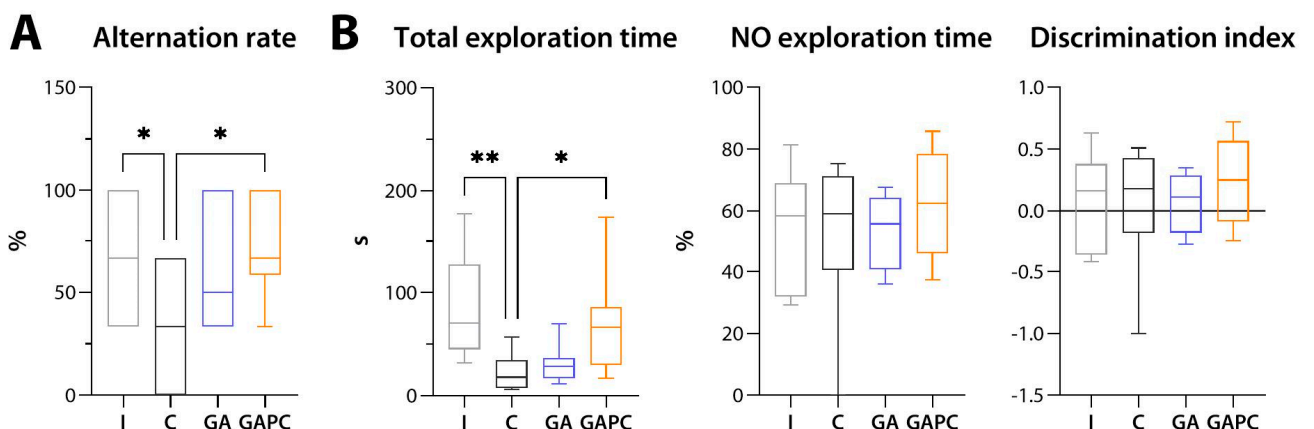 A Alternation rate
150
100
50
0
%
*
*
I C GA GAPC
B Total exploration time
300
200
100
0
s
**
*
I C GA GAPC
NO exploration time
100
80
60
40
20
0
%
I C GA GAPC
Discrimination index
1.0
0.5
0.0
-0.5
-1.0
-1.5
I C GA GAPC